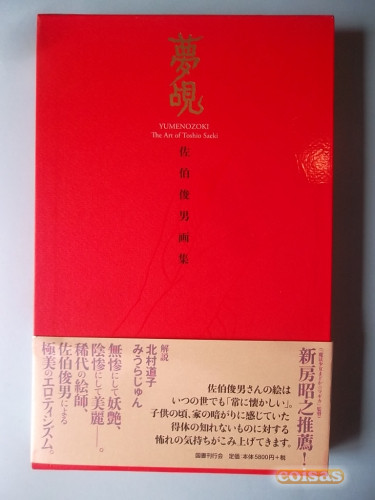 夢覗
YUMENOZOKI
The Art of Toshio Saeki
佐伯俊男画集
新房昭之推薦!
佐伯俊男さんの絵は
いつの世でも「常に懐かしい」。
子供の頃、家の暗がりに感じていた
得体の知れないものに対する
怖れの気持ちがこみ上げてきます。
国書刊行会 定価:本体5800円+税
解説
北村道子
みうらじゅん
無惨にして妖艶、
陰惨にして美麗――。
稀代の絵師、
佐伯俊男による
極美のエロティシズム。
coisas